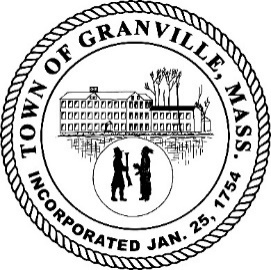 TOWN OF GRANVILLE, MASS.
INCORPORATED JAN. 25, 1754